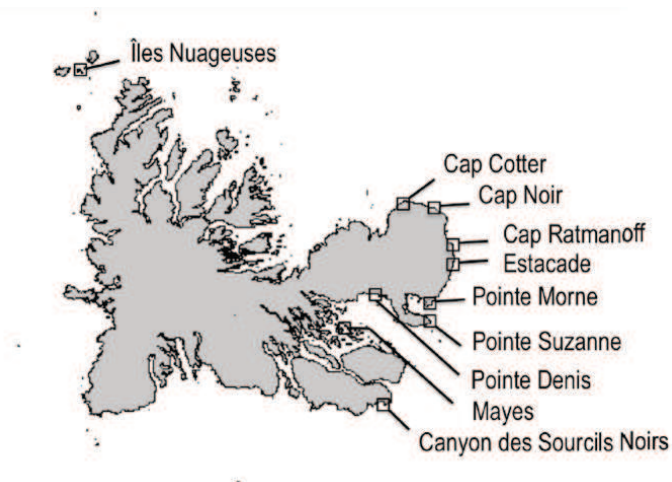 Îles Nuageuses
Cap Cotter
Cap Noir
Cap Ratmanoff
Estacade
Pointe Morne
Pointe Suzanne
Pointe Denis
Mayes
Canyon des Sourcils Noirs